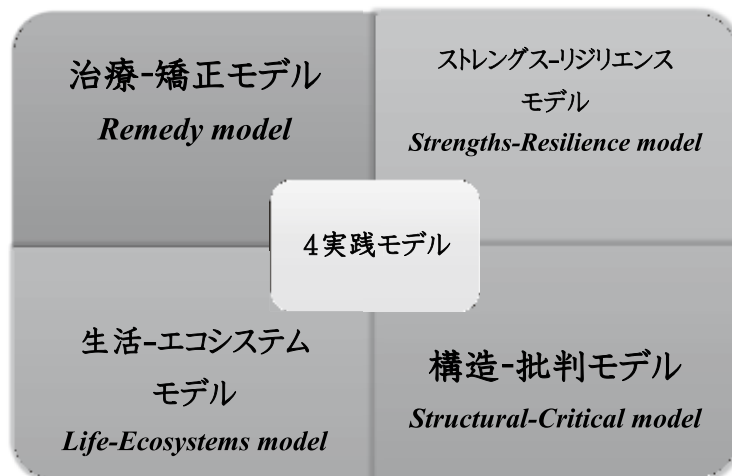 治療-矯正モデル
Remedy model
ストレングス-リジリエンス
モデル
Strengths-Resilience model
4実践モデル
生活-エコシステム
モデル
Life-Ecosystems model
構造-批判モデル
Structural-Critical model